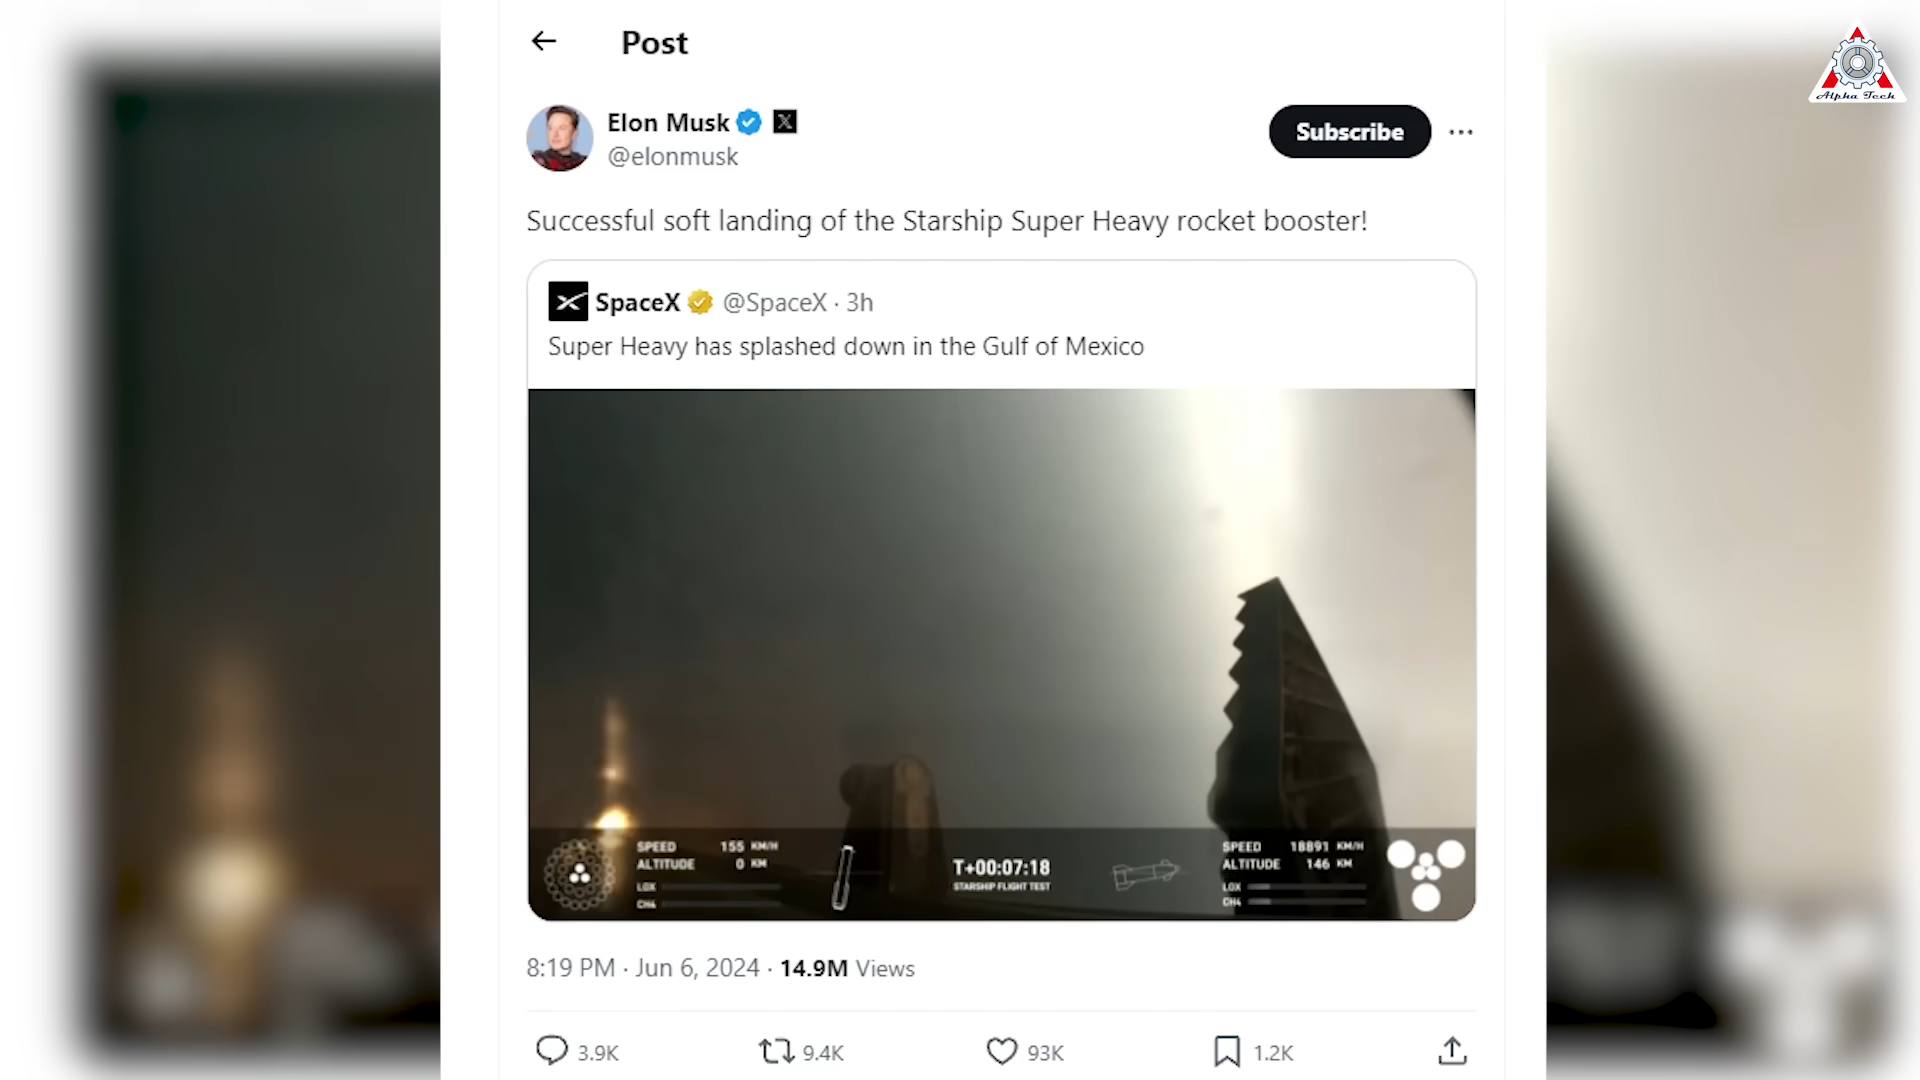 Post
Alpha Tech
Elon Musk
@elonmusk
Subscribe
Successful soft landing of the Starship Super Heavy rocket booster!
SpaceX @SpaceX · 3h
Super Heavy has splashed down in the Gulf of Mexico
SPEED 155 KM/H
ALTITUDE 0 KM
LOX
CH4
T+00:07:18
STARSHIP FLIGHT TEST
SPEED 18891 KM/H
ALTITUDE 146 KM
LOX
CH4
8:19 PM · Jun 6, 2024 · 14.9M Views
3.9K 9.4K 93K 1.2K